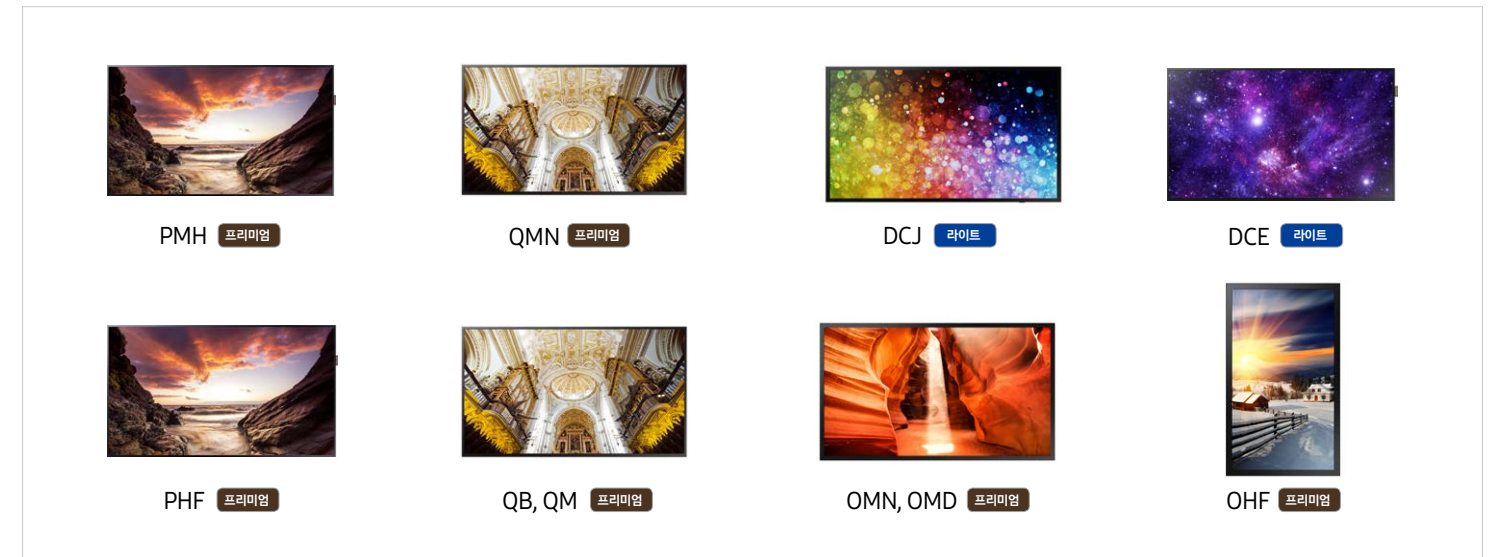 PMH 프리미엄
QMN 프리미엄
DCJ 라이트
DCE 라이트
PHF 프리미엄
QB, QM 프리미엄
OMN, OMD 프리미엄
OHF 프리미엄